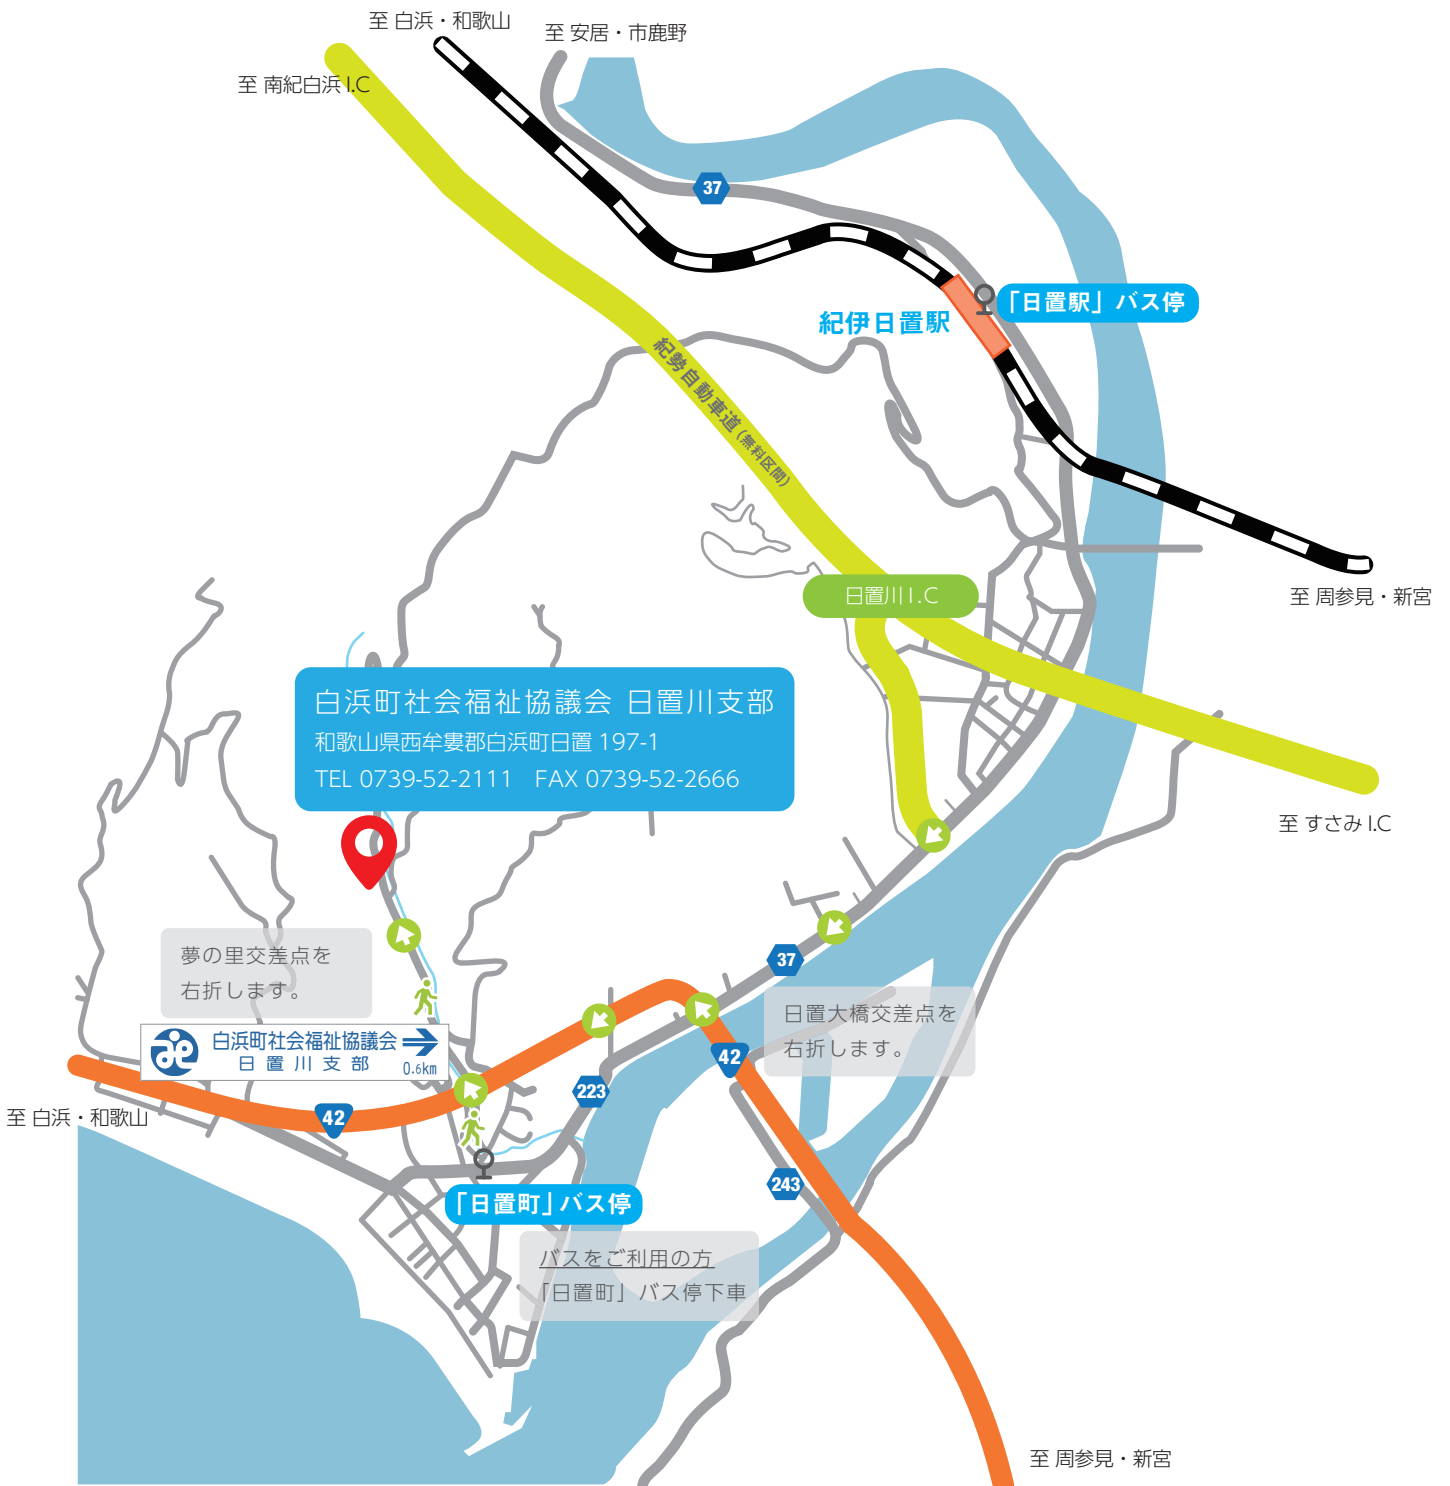 至 白浜・和歌山
至 安居・市鹿野
至 南紀白浜 I.C
37
「日置駅」バス停
紀伊日置駅
紀勢自動車道(無料区間)
日置川I.C
至 周参見・新宮
白浜町社会福祉協議会 日置川支部
和歌山県西牟婁郡白浜町日置 197-1
TEL 0739-52-2111 FAX 0739-52-2666
至 すさみ I.C
夢の里交差点を
右折します。
37
日置大橋交差点を
右折します。
白浜町社会福祉協議会
日置川支部
0.6km
42
223
42
至 白浜・和歌山
243
「日置町」バス停
バスをご利用の方
「日置町」バス停下車
至 周参見・新宮